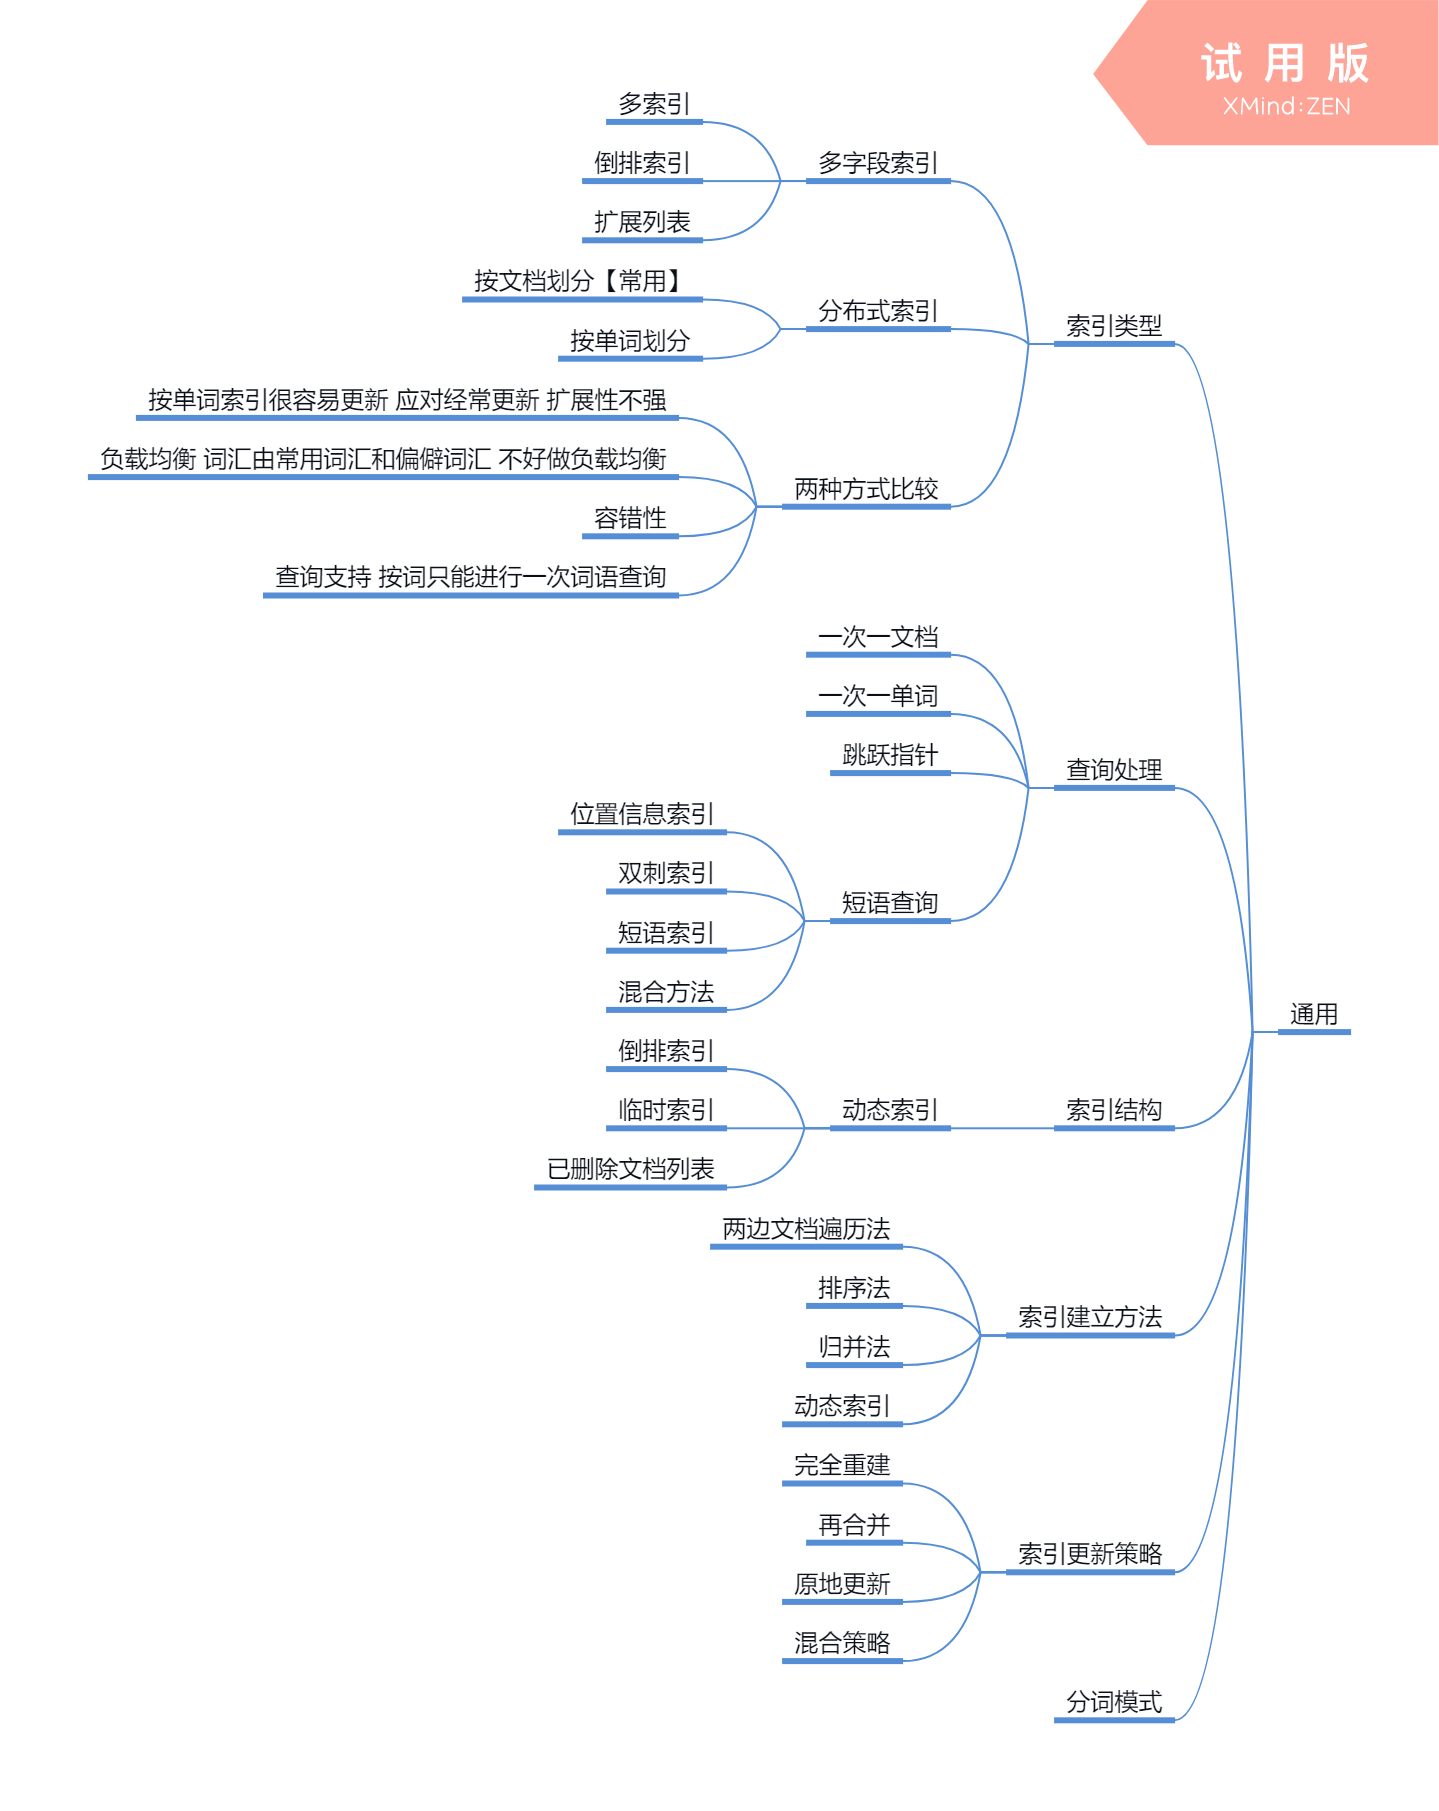 试用版
XMind:ZEN
多索引
倒排索引
多字段索引
扩展列表
按文档划分【常用】
分布式索引
索引类型
按单词划分
按单词索引很容易更新 应对经常更新 扩展性不强
负载均衡 词汇由常用词汇和偏僻词汇 不好做负载均衡
两种方式比较
容错性
查询支持 按词只能进行一次词语查询
一次一文档
一次一单词
跳跃指针
查询处理
位置信息索引
双刺索引
短语查询
短语索引
混合方法
通用
倒排索引
临时索引
动态索引
索引结构
已删除文档列表
两边文档遍历法
排序法
索引建立方法
归并法
动态索引
完全重建
再合并
索引更新策略
原地更新
混合策略
分词模式